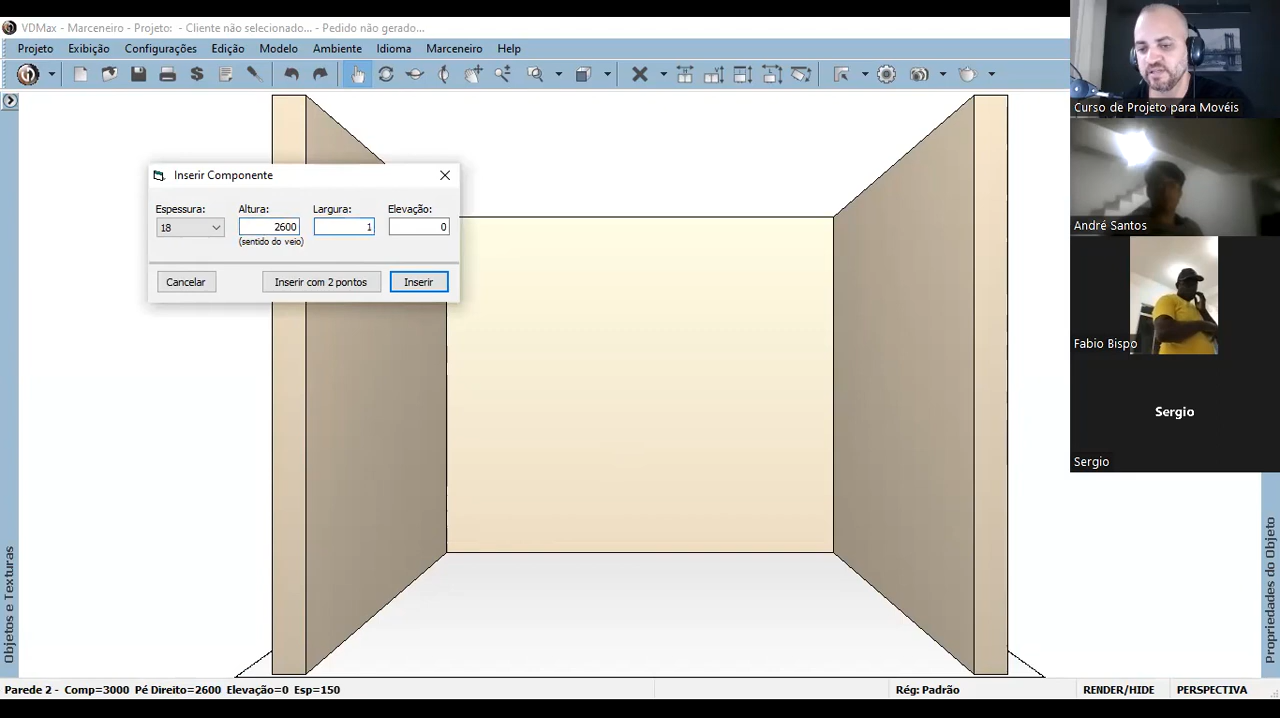 VDMax - Marceneiro - Projeto:  - Cliente não selecionado... - Pedido não gerado...
Projeto Exibição Configurações Edição Modelo Ambiente Idioma Marceneiro Help
Inserir Componente
Espessura: Altura: Largura: Elevação:
18 2600 1 0
(sentido do veio)
Cancelar Inserir com 2 pontos Inserir
Curso de Projeto para Movéis
André Santos
Fabio Bispo
Sergio
Sergio
Objetos e Texturas
Propriedades do Objeto
Parede 2 - Comp=3000 Pé Direito=2600 Elevação=0 Esp=150 Rég: Padrão RENDER/HIDE PERSPECTIVA